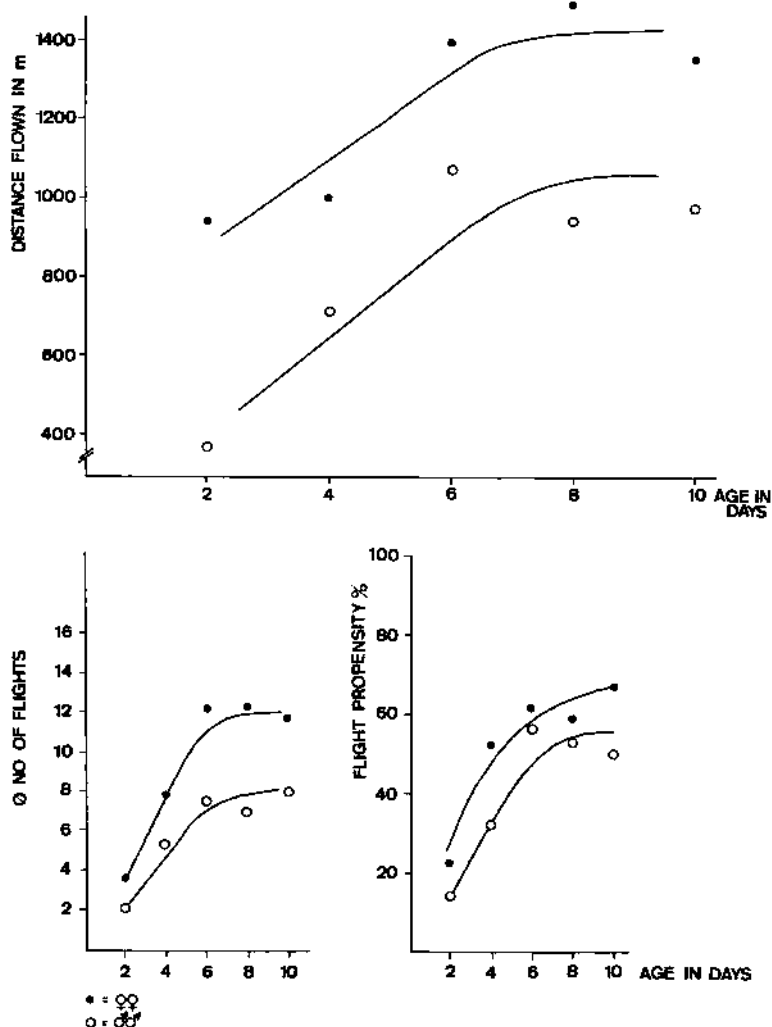 DISTANCE FLOWN IN m
1400
1200
1000
800
600
400
2 4 6 8 10 AGE IN DAYS
Ø NO OF FLIGHTS
16
14
12
10
8
6
4
2
2 4 6 8 10
FLIGHT PROPENSITY %
100
80
60
40
20
2 4 6 8 10 AGE IN DAYS
● = ♀♀
○ = ♂♂